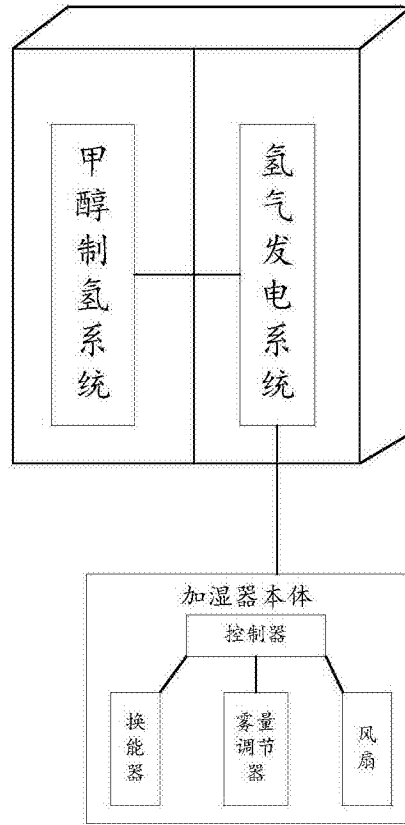 甲醇制氢系统
氢气发电系统
加湿器本体
控制器
换能器
雾量
调节
器
风扇